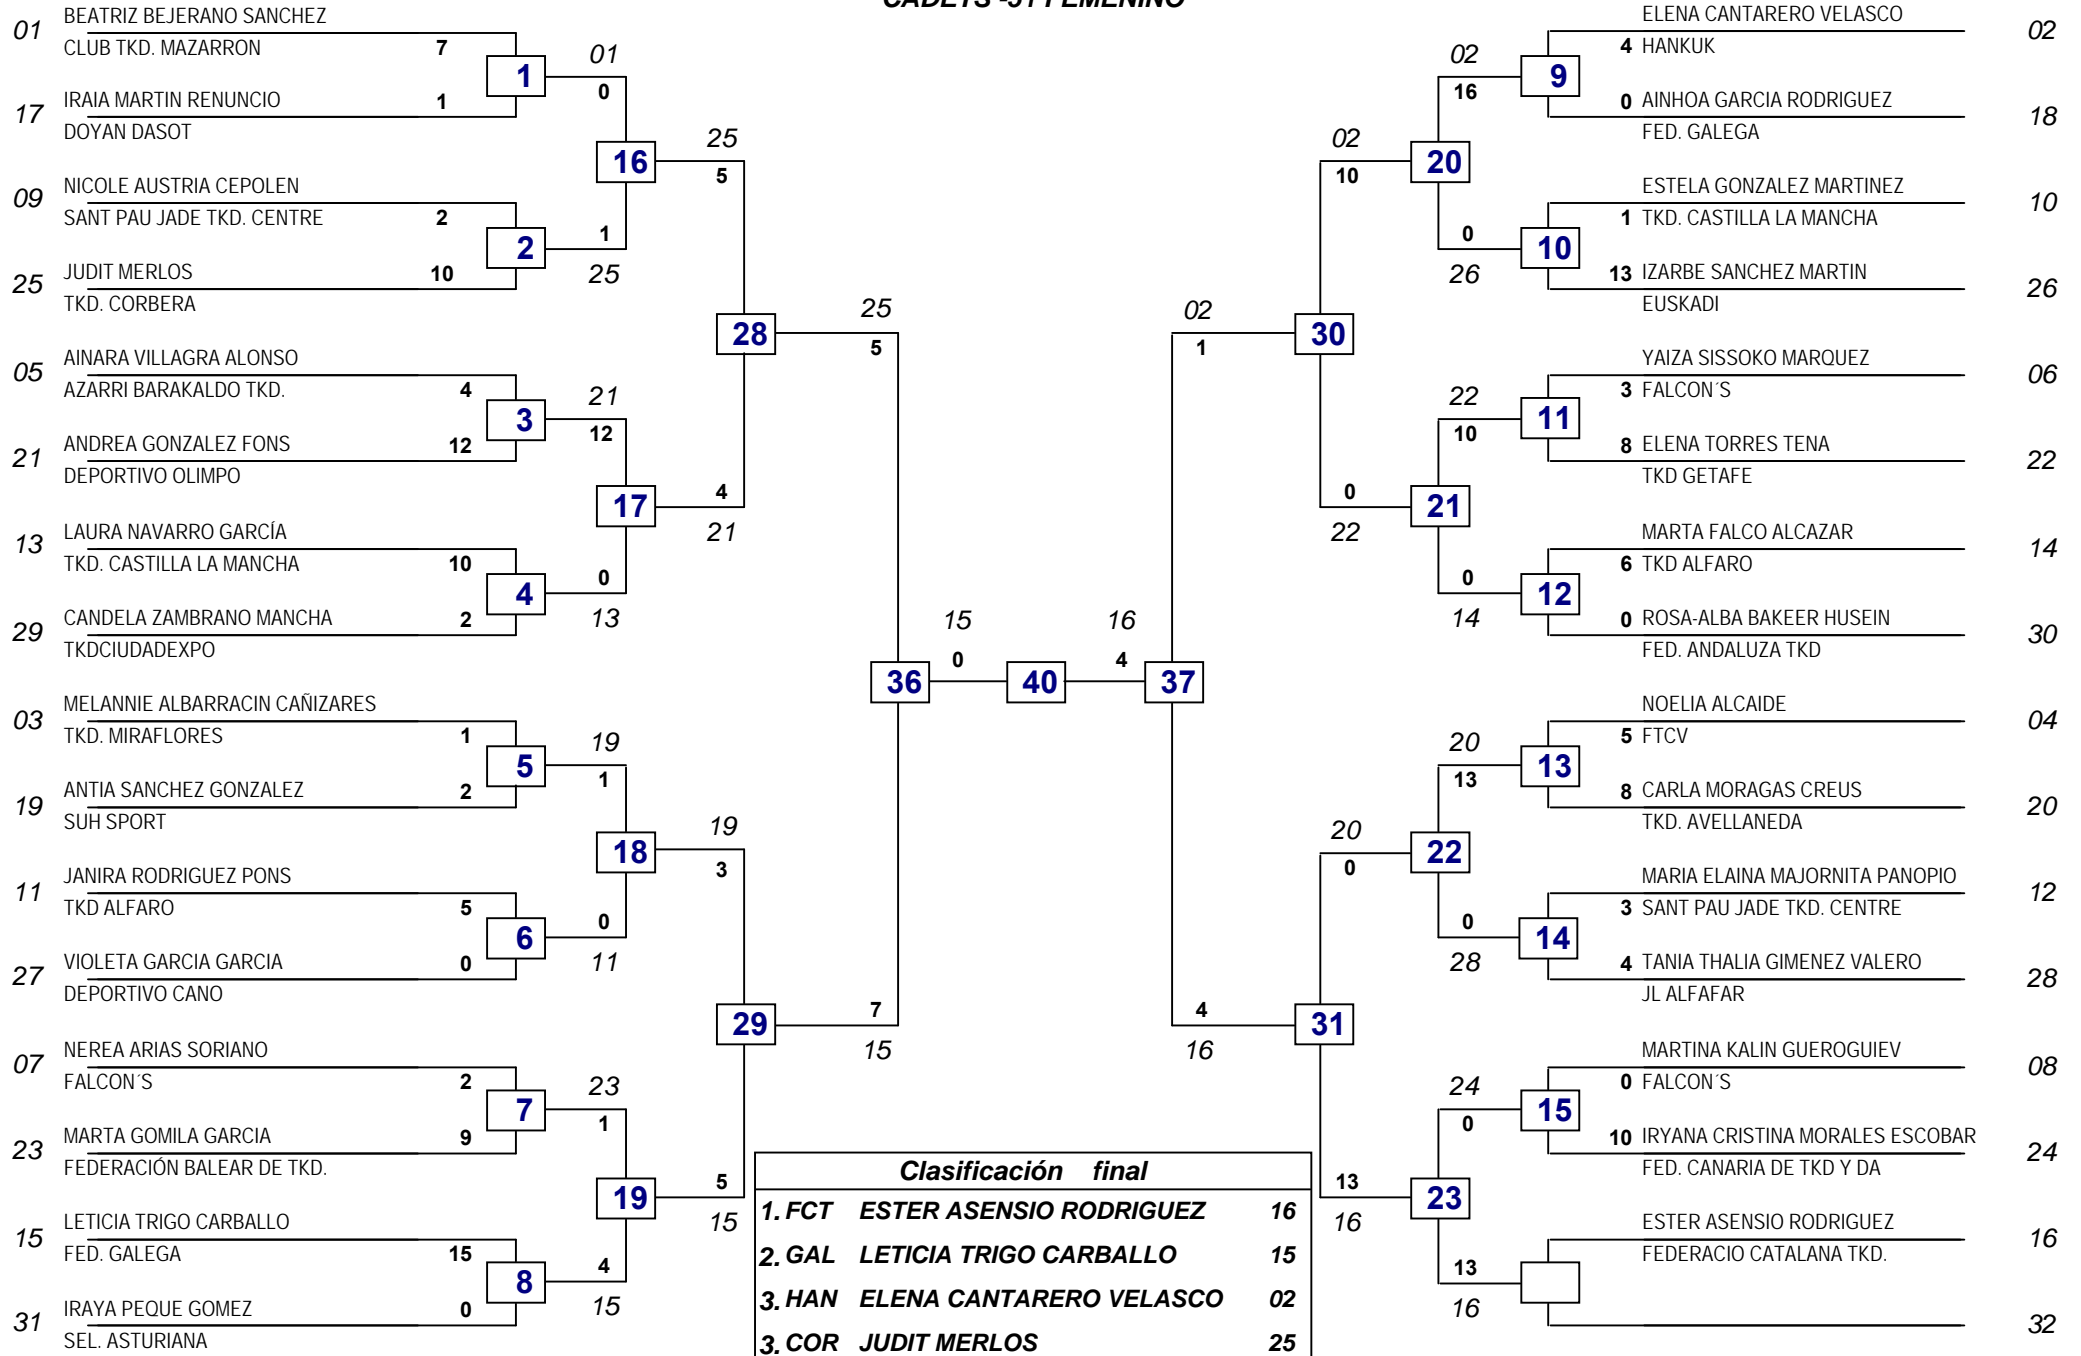 CADETS -51 FEMENINO
01 BEATRIZ BEJERANO SANCHEZ
CLUB TKD. MAZARRON 7
1
17 IRAIA MARTIN RENUNCIO 1
DOYAN DASOT
01
0
16
09 NICOLE AUSTRIA CEPOLEN
SANT PAU JADE TKD. CENTRE 2
2
25 JUDIT MERLOS 10
TKD. CORBERA
1
25
25
5
28
05 AINARA VILLAGRA ALONSO
AZARRI BARAKALDO TKD. 4
3
21 ANDREA GONZALEZ FONS 12
DEPORTIVO OLIMPO
21
12
17
13 LAURA NAVARRO GARCÍA
TKD. CASTILLA LA MANCHA 10
4
29 CANDELA ZAMBRANO MANCHA 2
TKDCIUDADEXPO
0
13
4
21
25
5
36
03 MELANNIE ALBARRACIN CAÑIZARES
TKD. MIRAFLORES 1
5
19 ANTIA SANCHEZ GONZALEZ 2
SUH SPORT
19
1
18
11 JANIRA RODRIGUEZ PONS
TKD ALFARO 5
6
27 VIOLETA GARCIA GARCIA 0
DEPORTIVO CANO
0
11
19
3
29
07 NEREA ARIAS SORIANO
FALCON´S 2
7
23 MARTA GOMILA GARCIA 9
FEDERACIÓN BALEAR DE TKD.
23
1
19
15 LETICIA TRIGO CARBALLO
FED. GALEGA 15
8
31 IRAYA PEQUE GOMEZ 0
SEL. ASTURIANA
4
15
5
15
7
15
15
0
40
16
4
37
ELENA CANTARERO VELASCO 02
4 HANKUK
9
0 AINHOA GARCIA RODRIGUEZ 18
FED. GALEGA
02
16
20
ESTELA GONZALEZ MARTINEZ 10
1 TKD. CASTILLA LA MANCHA
10
13 IZARBE SANCHEZ MARTIN 26
EUSKADI
0
26
02
10
30
YAIZA SISSOKO MARQUEZ 06
3 FALCON´S
11
8 ELENA TORRES TENA 22
TKD GETAFE
22
10
21
MARTA FALCO ALCAZAR 14
6 TKD ALFARO
12
0 ROSA-ALBA BAKEER HUSEIN 30
FED. ANDALUZA TKD
0
14
0
22
02
1
NOELIA ALCAIDE 04
5 FTCV
13
8 CARLA MORAGAS CREUS 20
TKD. AVELLANEDA
20
13
22
MARIA ELAINA MAJORNITA PANOPIO 12
3 SANT PAU JADE TKD. CENTRE
14
4 TANIA THALIA GIMENEZ VALERO 28
JL ALFAFAR
0
28
20
0
31
4
16
MARTINA KALIN GUEROGUIEV 08
0 FALCON´S
15
10 IRYANA CRISTINA MORALES ESCOBAR 24
FED. CANARIA DE TKD Y DA
24
0
23
ESTER ASENSIO RODRIGUEZ 16
FEDERACIO CATALANA TKD.
13
16
32
13
16
Clasificación final
1. FCT ESTER ASENSIO RODRIGUEZ 16
2. GAL LETICIA TRIGO CARBALLO 15
3. HAN ELENA CANTARERO VELASCO 02
3. COR JUDIT MERLOS 25